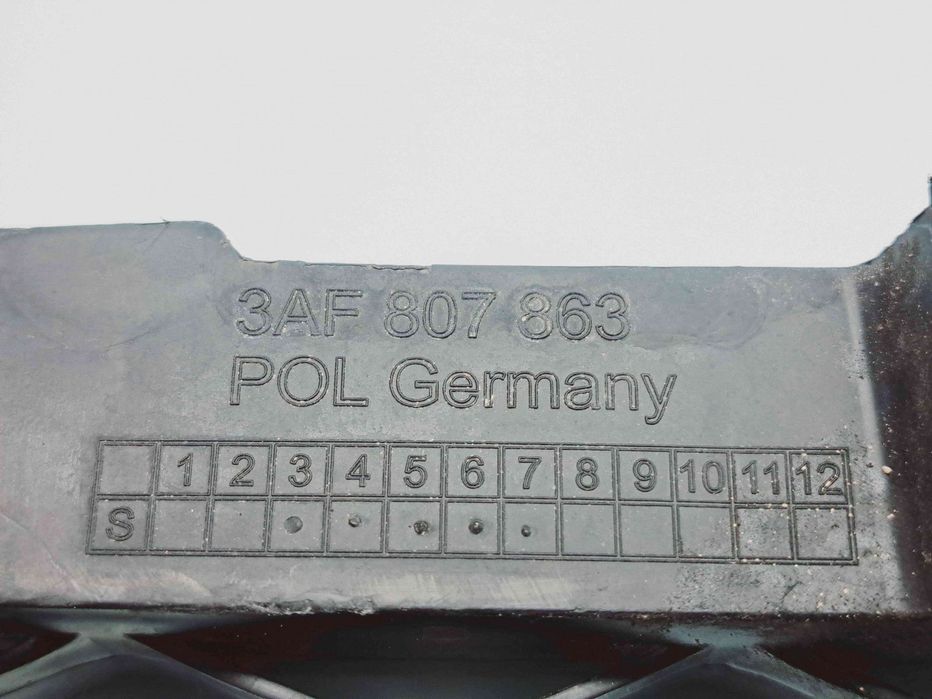 3AF 807 863
POL Germany
1 2 3 4 5 6 7 8 9 10 11 12
S